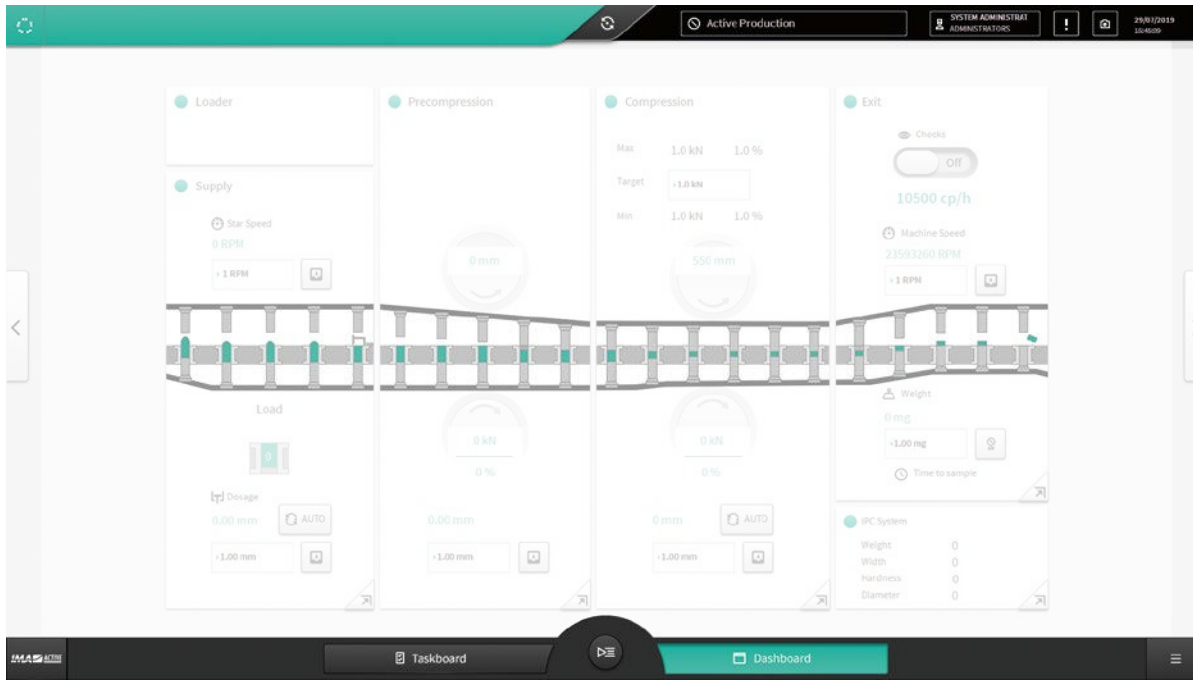 Active Production
SYSTEM ADMINISTRAT
ADMINISTRATORS
!
29/07/2019
Loader
Supply
Star Speed
0 RPM
1 RPM
Load
0
Dosage
0.00 mm
AUTO
1.00 mm
Precompression
0 mm
0 kN
0 %
0.00 mm
1.00 mm
Compression
Max 1.0 kN 1.0 %
Target 1.0 kN
Min 1.0 kN 1.0 %
550 mm
0 kN
0 %
0 mm
AUTO
1.00 mm
Exit
Checks
Off
10500 cp/h
Machine Speed
23593260 RPM
1 RPM
Weight
0 mg
1.00 mg
Time to sample
IPC System
Weight 0
Width 0
Hardness 0
Diameter 0
IMA ACTIVE
Taskboard
Dashboard